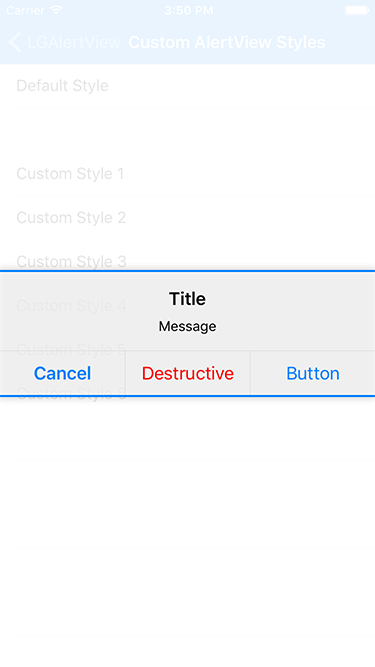 Carrier 3:50 PM
LGAlertView Custom AlertView Styles
Default Style
Custom Style 1
Custom Style 2
Custom Style 3
Title
Custom Style 4
Message
Custom Style 5
Cancel Destructive Button
Custom Style 6